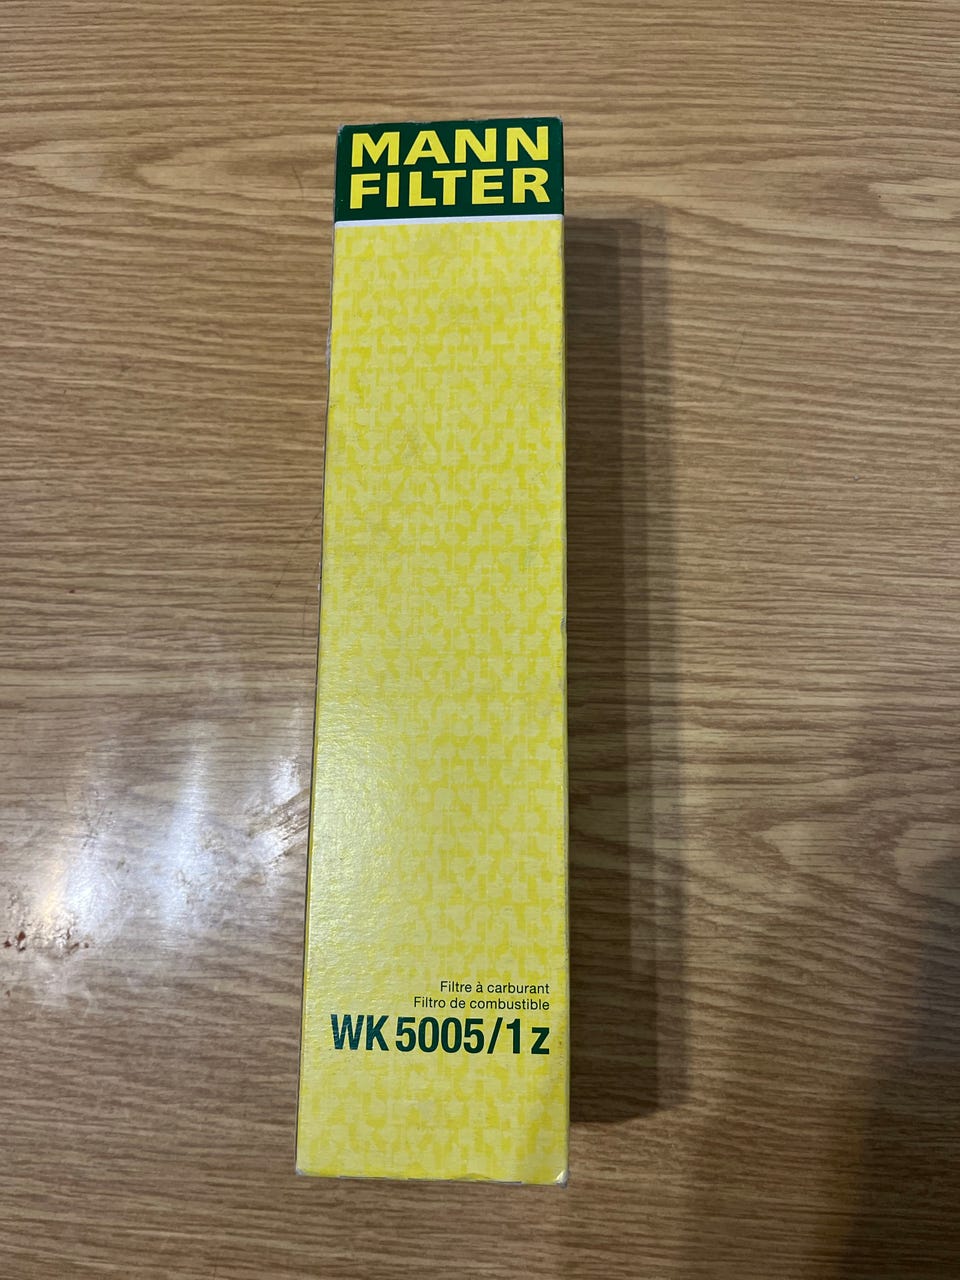 MANN
FILTER
Filtre à carburant
Filtro de combustible
WK 5005/1 z